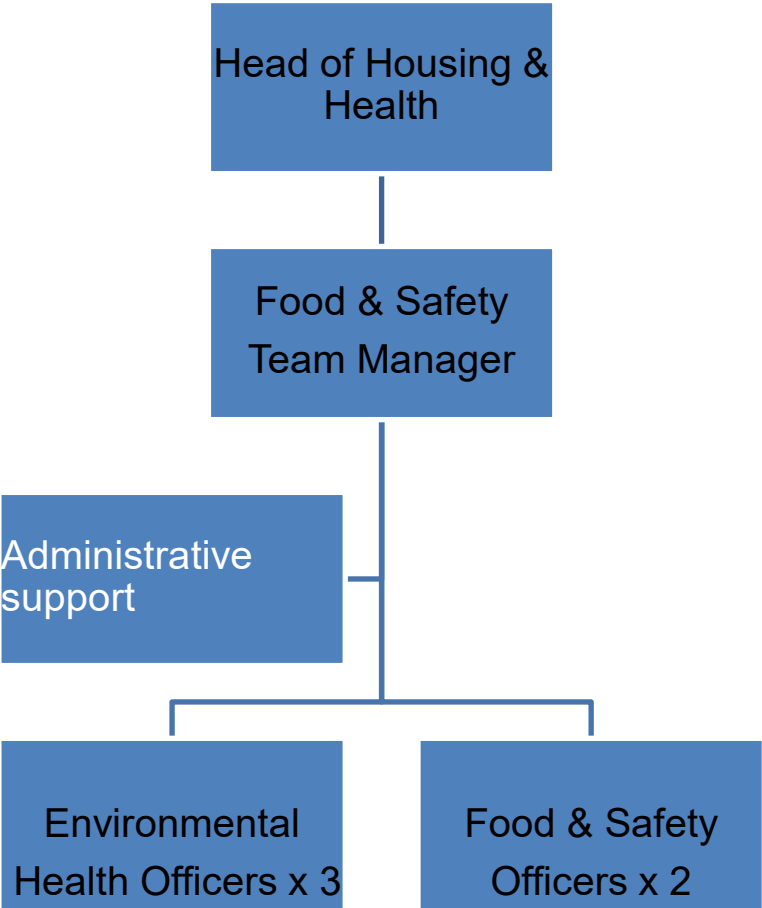 Head of Housing &
Health
Food & Safety
Team Manager
Administrative
support
Environmental
Health Officers x 3
Food & Safety
Officers x 2